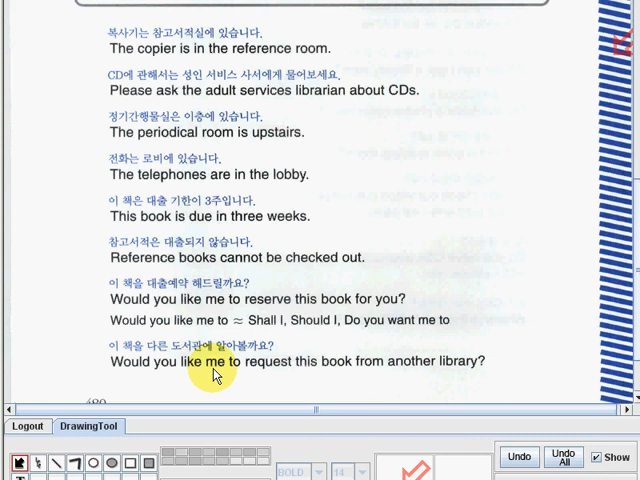 복사기는 참고서적실에 있습니다.
The copier is in the reference room.
CD에 관해서는 성인 서비스 사서에게 물어보세요.
Please ask the adult services librarian about CDs.
정기간행물실은 이층에 있습니다.
The periodical room is upstairs.
전화는 로비에 있습니다.
The telephones are in the lobby.
이 책은 대출 기한이 3주입니다.
This book is due in three weeks.
참고서적은 대출되지 않습니다.
Reference books cannot be checked out.
이 책을 대출예약 해드릴까요?
Would you like me to reserve this book for you?
Would you like me to ≈ Shall I, Should I, Do you want me to
이 책을 다른 도서관에 알아볼까요?
Would you like me to request this book from another library?
Logout DrawingTool
Undo Undo All Show
BOLD 14